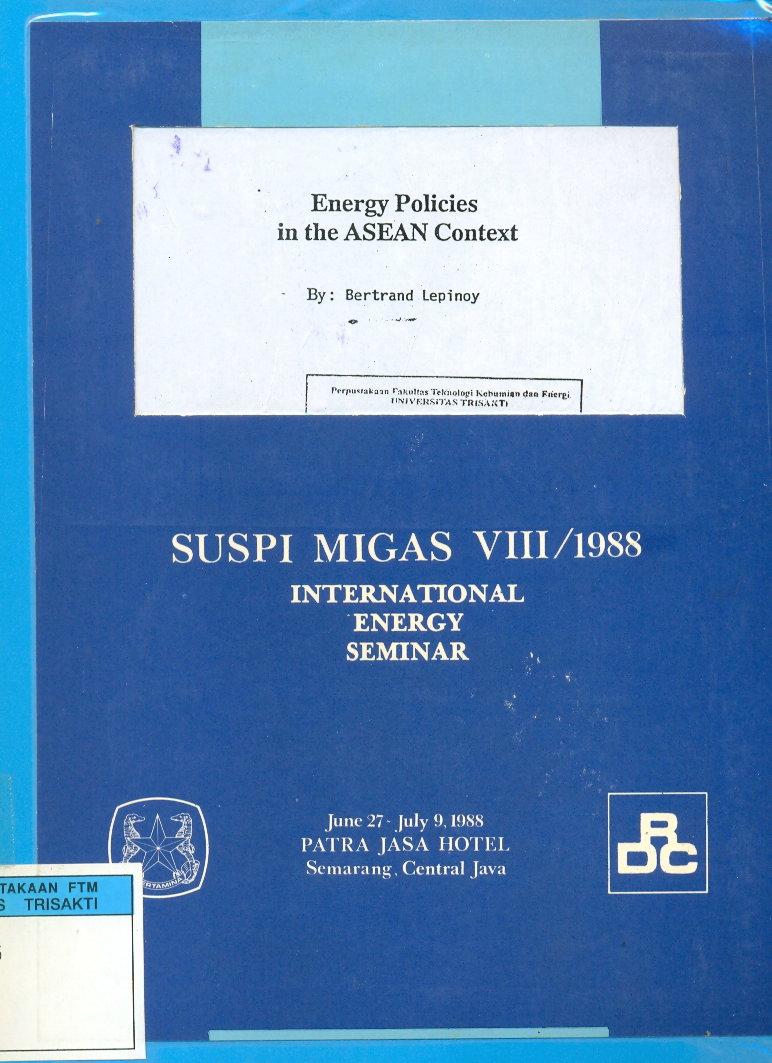 Energy Policies
in the ASEAN Context
By: Bertrand Lepinoy
Perpustakaan Fakultas Teknologi Kebumian dan Energi
UNIVERSITAS TRISAKTI
SUSPI MIGAS VIII/1988
INTERNATIONAL
ENERGY
SEMINAR
June 27 - July 9, 1988
PATRA JASA HOTEL
Semarang, Central Java
PERTAMINA
RDC
TAKAAN FTM
S TRISAKTI